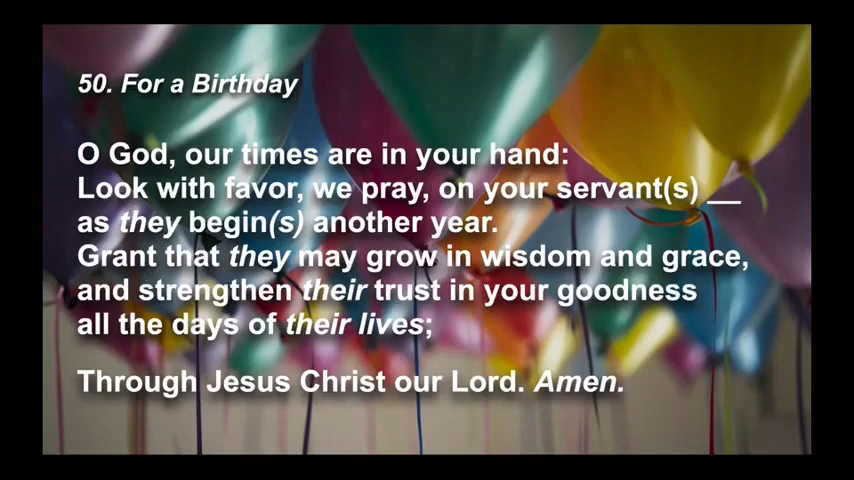 50. For a Birthday
O God, our times are in your hand:
Look with favor, we pray, on your servant(s) __
as they begin(s) another year.
Grant that they may grow in wisdom and grace,
and strengthen their trust in your goodness
all the days of their lives;
Through Jesus Christ our Lord. Amen.